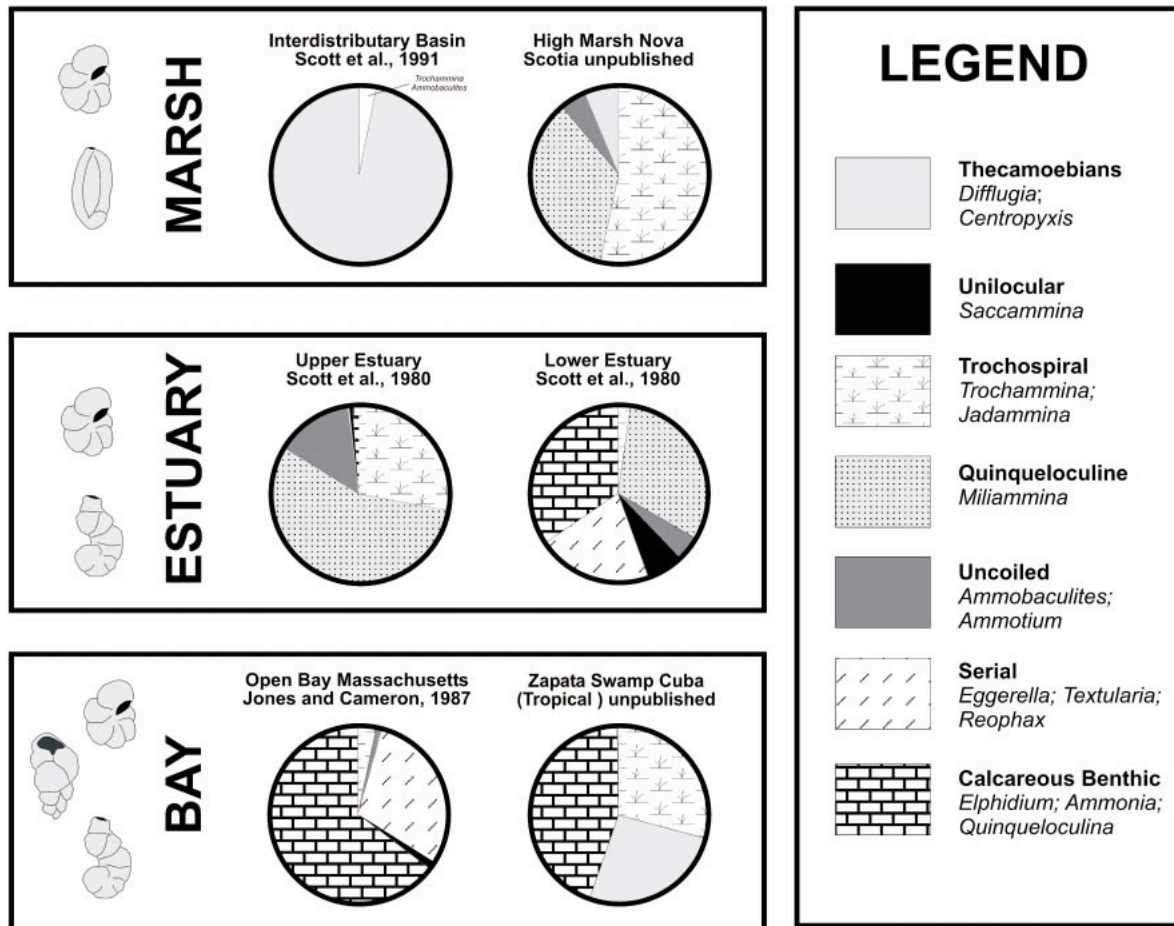 MARSH
Interdistributary Basin
Scott et al., 1991
Trochammina
Ammobaculites
High Marsh Nova
Scotia unpublished
ESTUARY
Upper Estuary
Scott et al., 1980
Lower Estuary
Scott et al., 1980
BAY
Open Bay Massachusetts
Jones and Cameron, 1987
Zapata Swamp Cuba
(Tropical ) unpublished
LEGEND
Thecamoebians
Difflugia;
Centropyxis
Unilocular
Saccammina
Trochospiral
Trochammina;
Jadammina
Quinqueloculine
Miliammina
Uncoiled
Ammobaculites;
Ammotium
Serial
Eggerella; Textularia;
Reophax
Calcareous Benthic
Elphidium; Ammonia;
Quinqueloculina